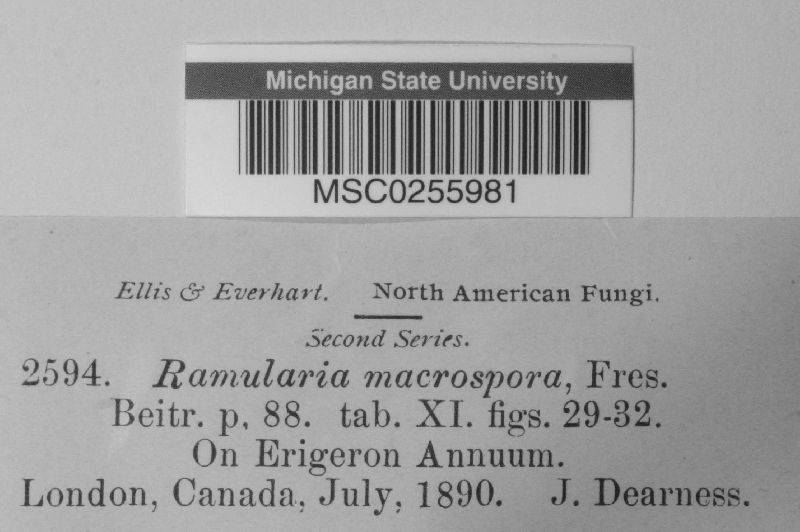 Michigan State University
MSC0255981
Ellis & Everhart. North American Fungi.
Second Series.
2594. Ramularia macrospora, Fres.
Beitr. p. 88. tab. XI. figs. 29-32.
On Erigeron Annuum.
London, Canada, July, 1890. J. Dearness.